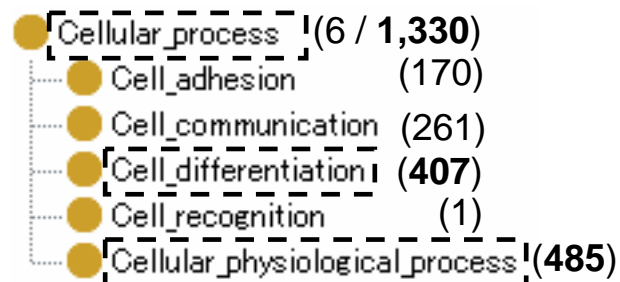 Cellular_process (6 / 1,330)
Cell_adhesion (170)
Cell_communication (261)
Cell_differentiation (407)
Cell_recognition (1)
Cellular_physiological_process (485)